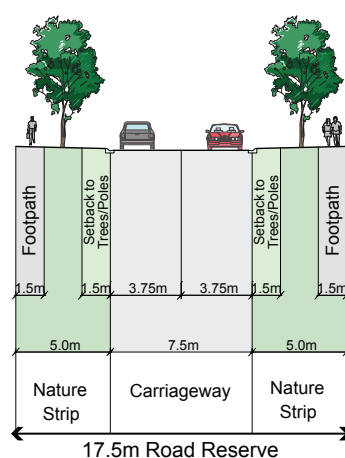 Footpath
Setback to
Trees/Poles
Setback to
Trees/Poles
Footpath
1.5m
1.5m
3.75m
3.75m
1.5m
1.5m
5.0m
7.5m
5.0m
Nature
Strip
Carriageway
Nature
Strip
17.5m Road Reserve